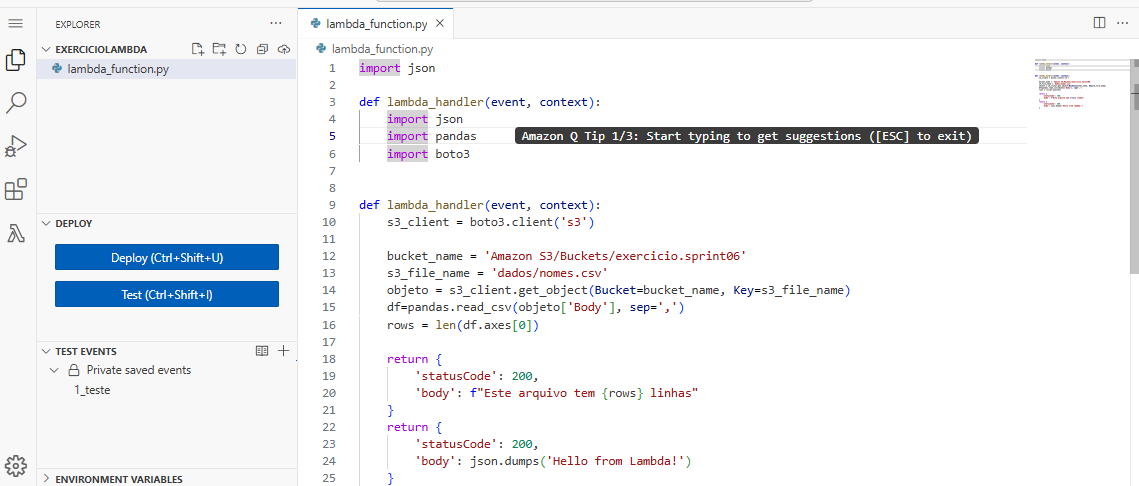 EXPLORER
EXERCICIOLAMBDA
lambda_function.py
DEPLOY
Deploy (Ctrl+Shift+U)
Test (Ctrl+Shift+I)
TEST EVENTS
Private saved events
1_teste
ENVIRONMENT VARIABLES
lambda_function.py
lambda_function.py
1 import json
2
3 def lambda_handler(event, context):
4 import json
5 import pandas Amazon Q Tip 1/3: Start typing to get suggestions ([ESC] to exit)
6 import boto3
7
8
9 def lambda_handler(event, context):
10 s3_client = boto3.client('s3')
11
12 bucket_name = 'Amazon S3/Buckets/exercicio.sprint06'
13 s3_file_name = 'dados/nomes.csv'
14 objeto = s3_client.get_object(Bucket=bucket_name, Key=s3_file_name)
15 df=pandas.read_csv(objeto['Body'], sep=',')
16 rows = len(df.axes[0])
17
18 return {
19 'statusCode': 200,
20 'body': f"Este arquivo tem {rows} linhas"
21 }
22 return {
23 'statusCode': 200,
24 'body': json.dumps('Hello from Lambda!')
25 }